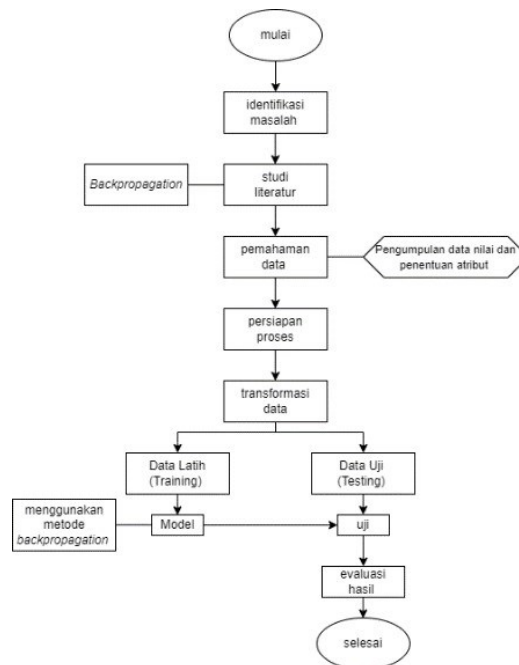 mulai
identifikasi
masalah
Backpropagation
studi
literatur
pemahaman
data
Pengumpulan data nilai dan
penentuan atribut
persiapan
proses
transformasi
data
Data Latih
(Training)
Data Uji
(Testing)
menggunakan
metode
backpropagation
Model
uji
evaluasi
hasil
selesai